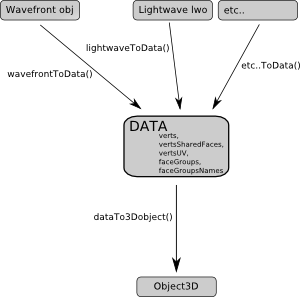 Wavefront obj
Lightwave lwo
etc..
lightwaveToData()
wavefrontToData()
etc..ToData()
DATA
verts,
vertsSharedFaces,
vertsUV,
faceGroups,
faceGroupsNames
dataTo3Dobject()
Object3D